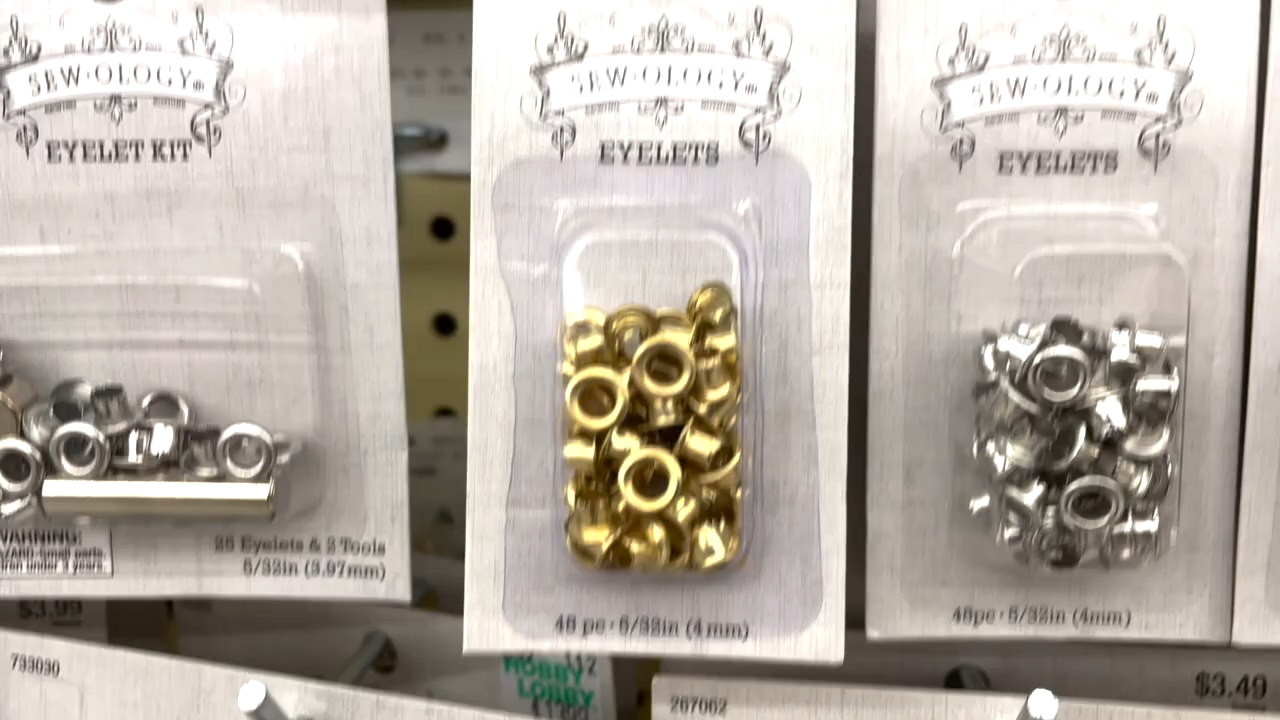 SEW·OLOGY
EYELET KIT
WARNING:
25 Eyelets & 2 Tools
5/32in (3.97mm)
$3.99
733030
SEW·OLOGY
EYELETS
48 pc · 5/32in (4mm)
HOBBY
LOBBY
267062
SEW·OLOGY
EYELETS
48pc · 5/32in (4mm)
$3.49